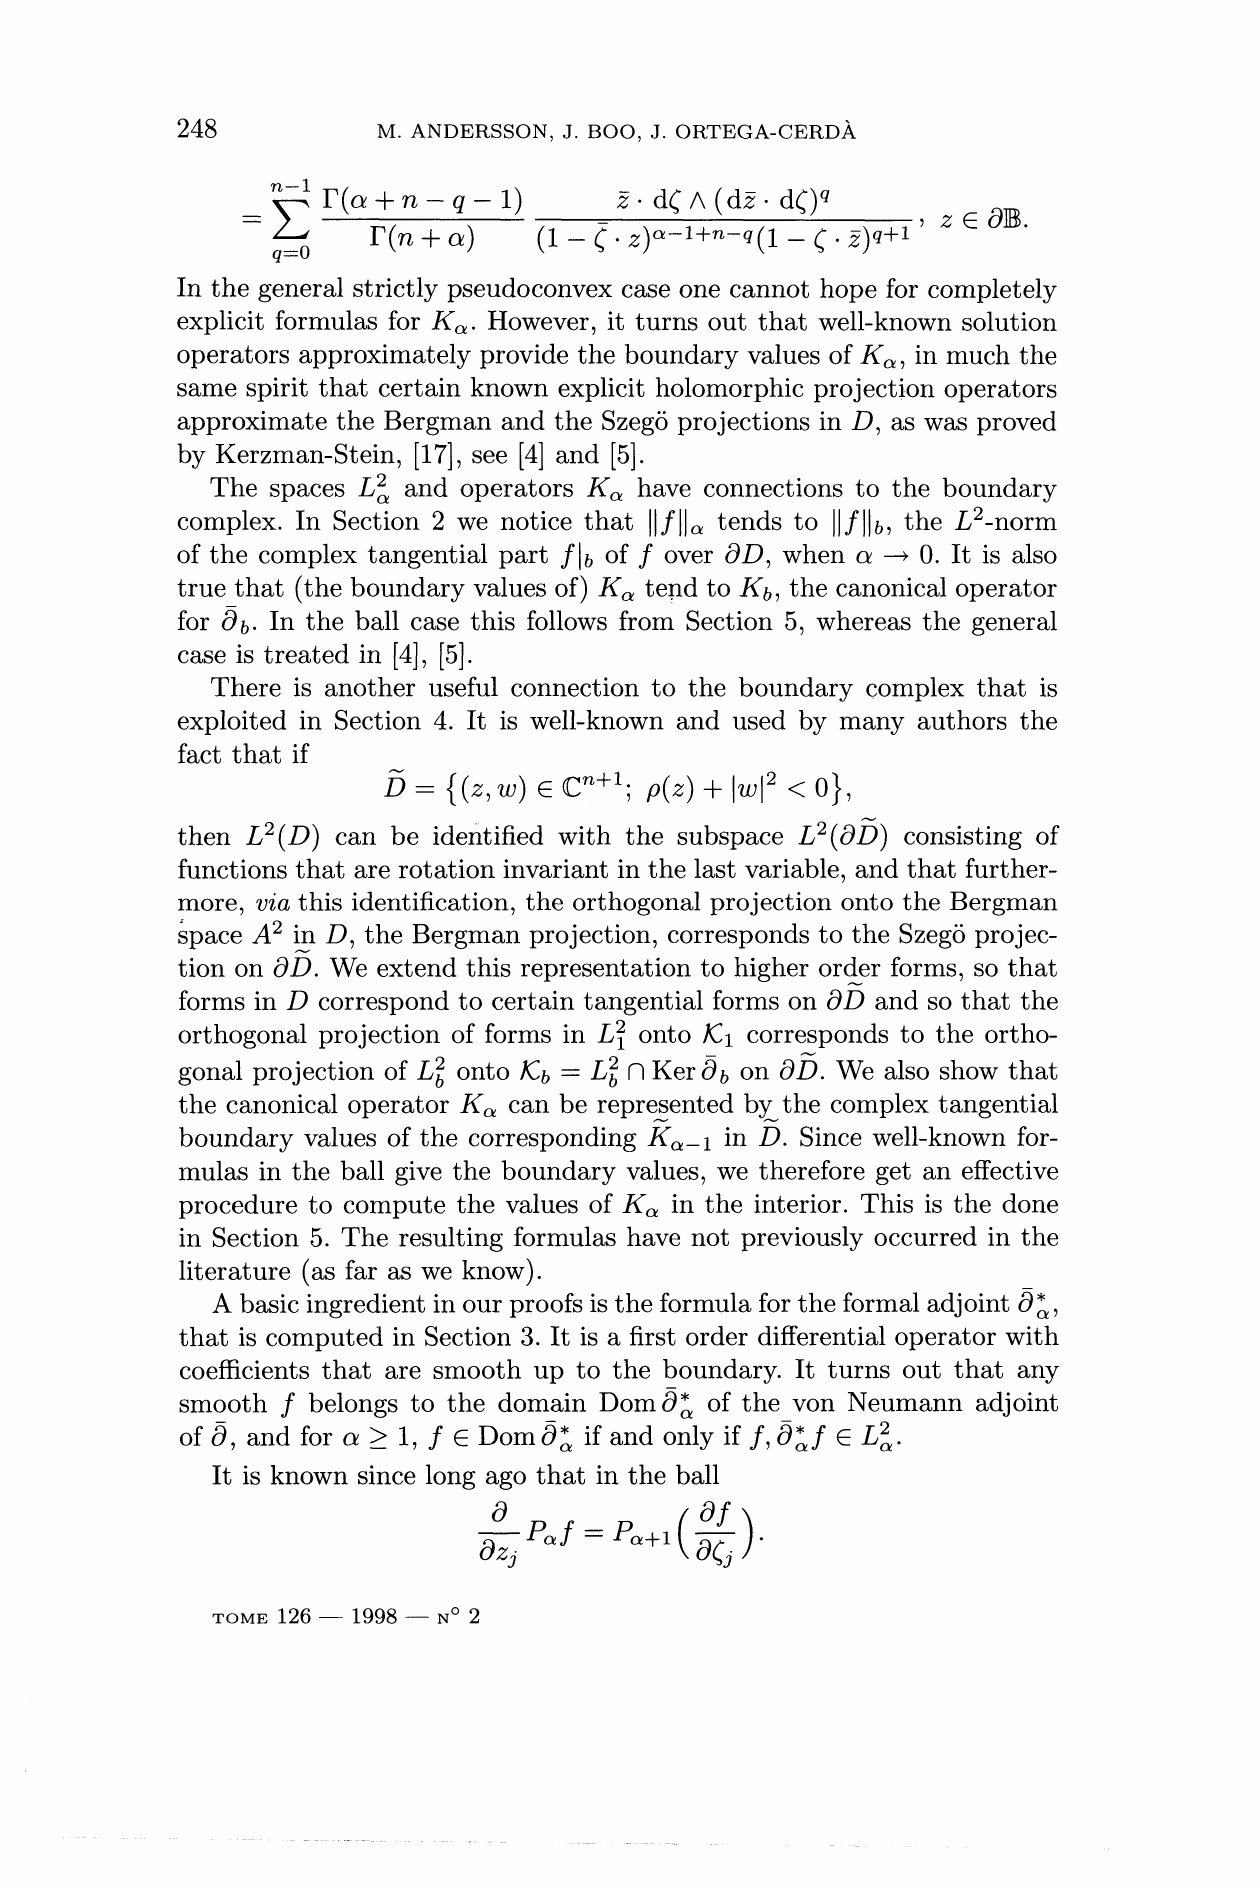 248 M. ANDERSSON, J. BOO, J. ORTEGA-CERDÀ
$= \sum_{q=0}^{n-1} \frac{\Gamma(\alpha + n - q - 1)}{\Gamma(n + \alpha)} \frac{\bar{z} \cdot d\zeta \wedge (d\bar{z} \cdot d\zeta)^q}{(1 - \bar{\zeta} \cdot z)^{\alpha - 1 + n - q}(1 - \zeta \cdot \bar{z})^{q+1}}, \; z \in \partial\mathbb{B}.$
In the general strictly pseudoconvex case one cannot hope for completely
explicit formulas for $K_\alpha$. However, it turns out that well-known solution
operators approximately provide the boundary values of $K_\alpha$, in much the
same spirit that certain known explicit holomorphic projection operators
approximate the Bergman and the Szegö projections in $D$, as was proved
by Kerzman-Stein, [17], see [4] and [5].
The spaces $L^2_\alpha$ and operators $K_\alpha$ have connections to the boundary
complex. In Section 2 we notice that $\|f\|_\alpha$ tends to $\|f\|_b$, the $L^2$-norm
of the complex tangential part $f|_b$ of $f$ over $\partial D$, when $\alpha \to 0$. It is also
true that (the boundary values of) $K_\alpha$ tend to $K_b$, the canonical operator
for $\bar{\partial}_b$. In the ball case this follows from Section 5, whereas the general
case is treated in [4], [5].
There is another useful connection to the boundary complex that is
exploited in Section 4. It is well-known and used by many authors the
fact that if
$\widetilde{D} = \{(z, w) \in \mathbb{C}^{n+1}; \; \rho(z) + |w|^2 < 0\},$
then $L^2(D)$ can be identified with the subspace $L^2(\partial\widetilde{D})$ consisting of
functions that are rotation invariant in the last variable, and that further-
more, via this identification, the orthogonal projection onto the Bergman
space $A^2$ in $D$, the Bergman projection, corresponds to the Szegö projec-
tion on $\partial\widetilde{D}$. We extend this representation to higher order forms, so that
forms in $D$ correspond to certain tangential forms on $\partial\widetilde{D}$ and so that the
orthogonal projection of forms in $L^2_1$ onto $\mathcal{K}_1$ corresponds to the ortho-
gonal projection of $L^2_b$ onto $\mathcal{K}_b = L^2_b \cap \operatorname{Ker} \bar{\partial}_b$ on $\partial\widetilde{D}$. We also show that
the canonical operator $K_\alpha$ can be represented by the complex tangential
boundary values of the corresponding $\widetilde{K}_{\alpha-1}$ in $\widetilde{D}$. Since well-known for-
mulas in the ball give the boundary values, we therefore get an effective
procedure to compute the values of $K_\alpha$ in the interior. This is the done
in Section 5. The resulting formulas have not previously occurred in the
literature (as far as we know).
A basic ingredient in our proofs is the formula for the formal adjoint $\bar{\partial}^*_\alpha$,
that is computed in Section 3. It is a first order differential operator with
coefficients that are smooth up to the boundary. It turns out that any
smooth $f$ belongs to the domain $\operatorname{Dom} \bar{\partial}^*_\alpha$ of the von Neumann adjoint
of $\bar{\partial}$, and for $\alpha \geq 1$, $f \in \operatorname{Dom} \bar{\partial}^*_\alpha$ if and only if $f, \bar{\partial}^*_\alpha f \in L^2_\alpha$.
It is known since long ago that in the ball
$\frac{\partial}{\partial z_j} P_\alpha f = P_{\alpha+1} \left( \frac{\partial f}{\partial \zeta_j} \right).$
TOME 126 — 1998 — N° 2